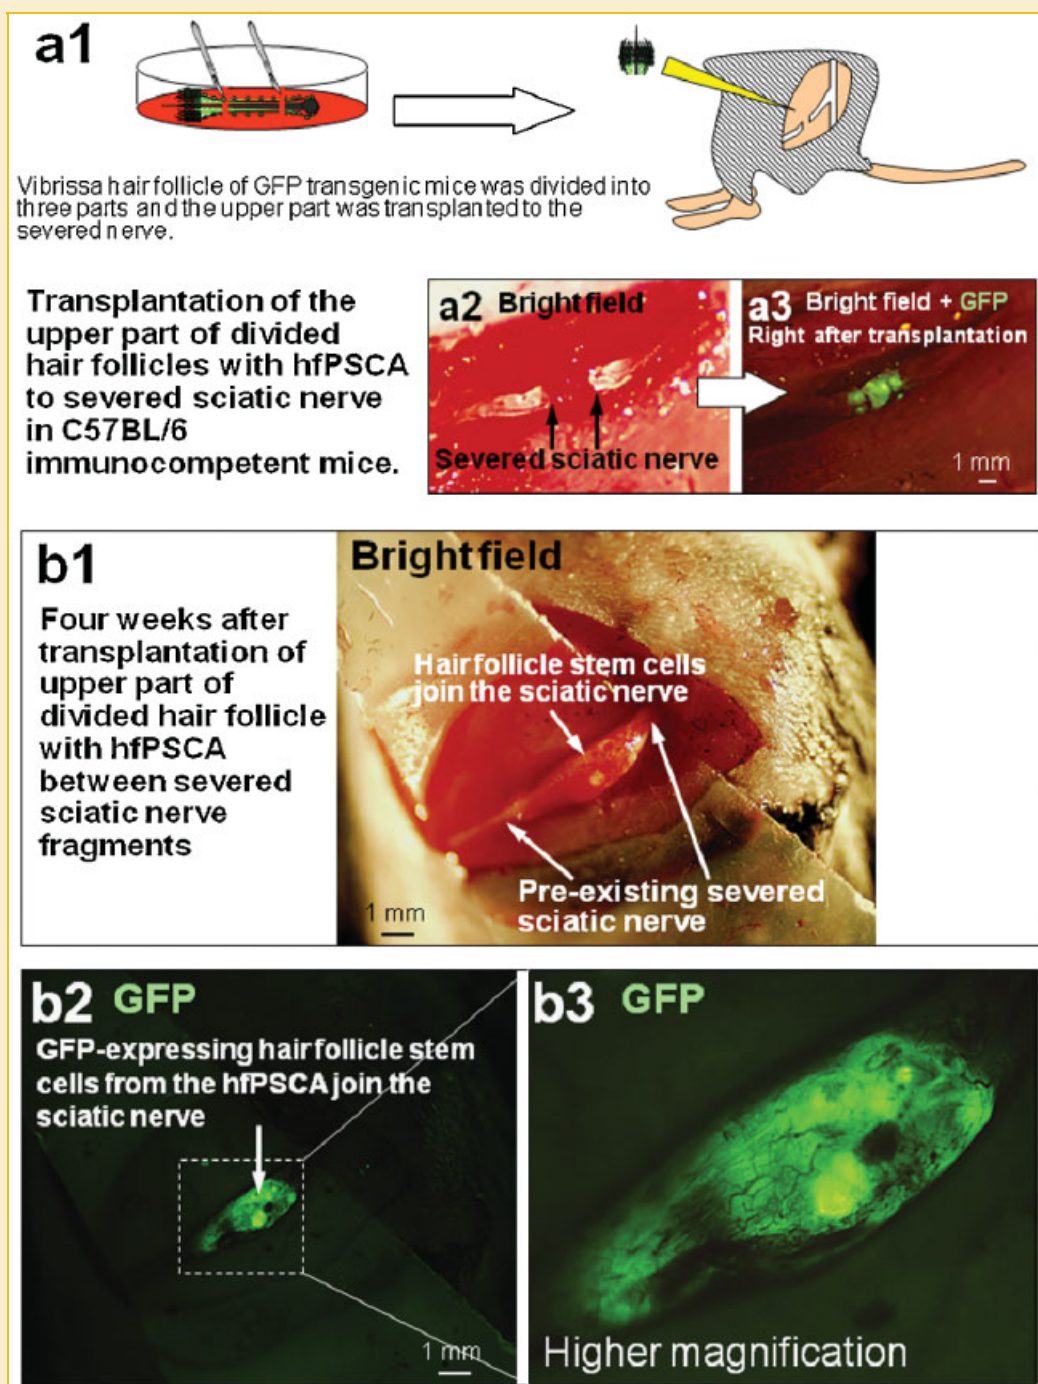 a1
Vibrissa hair follicle of GFP transgenic mice was divided into
three parts and the upper part was transplanted to the
severed nerve.
Transplantation of the
upper part of divided
hair follicles with hfPSCA
to severed sciatic nerve
in C57BL/6
immunocompetent mice.
a2 Bright field
Severed sciatic nerve
a3 Bright field + GFP
Right after transplantation
1 mm
b1
Four weeks after
transplantation of
upper part of
divided hair follicle
with hfPSCA
between severed
sciatic nerve
fragments
Bright field
Hair follicle stem cells
join the sciatic nerve
Pre-existing severed
sciatic nerve
1 mm
b2 GFP
GFP-expressing hair follicle stem
cells from the hfPSCA join the
sciatic nerve
1 mm
b3 GFP
Higher magnification